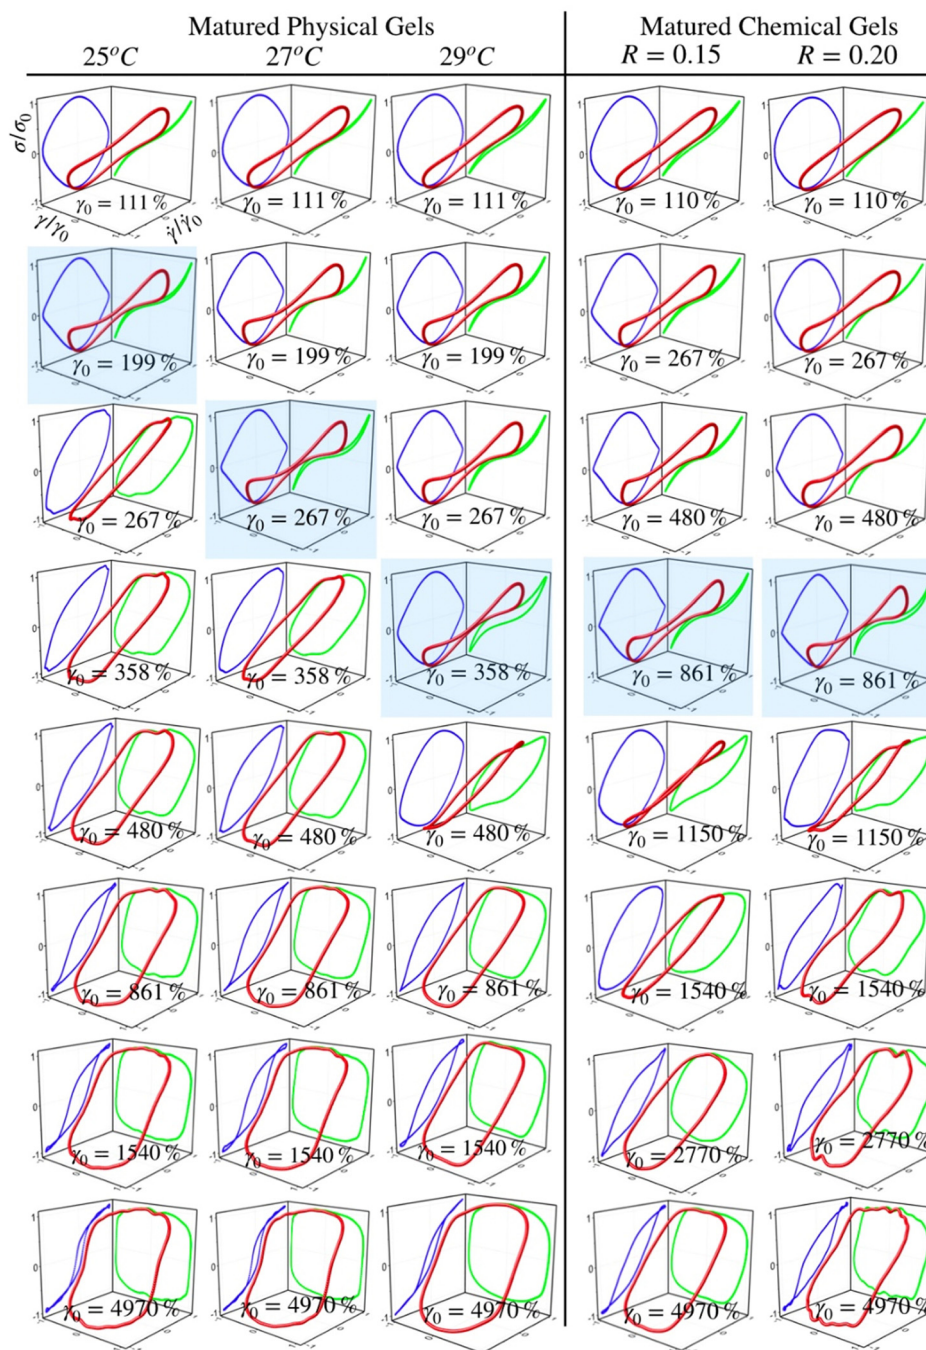 Matured Physical Gels Matured Chemical Gels
25°C 27°C 29°C R = 0.15 R = 0.20
σ/σ₀
γ/γ₀ γ̇/γ̇₀
γ₀ = 111 % γ₀ = 111 % γ₀ = 111 % γ₀ = 110 % γ₀ = 110 %
γ₀ = 199 % γ₀ = 199 % γ₀ = 199 % γ₀ = 267 % γ₀ = 267 %
γ₀ = 267 % γ₀ = 267 % γ₀ = 267 % γ₀ = 480 % γ₀ = 480 %
γ₀ = 358 % γ₀ = 358 % γ₀ = 358 % γ₀ = 861 % γ₀ = 861 %
γ₀ = 480 % γ₀ = 480 % γ₀ = 480 % γ₀ = 1150 % γ₀ = 1150 %
γ₀ = 861 % γ₀ = 861 % γ₀ = 861 % γ₀ = 1540 % γ₀ = 1540 %
γ₀ = 1540 % γ₀ = 1540 % γ₀ = 1540 % γ₀ = 2770 % γ₀ = 2770 %
γ₀ = 4970 % γ₀ = 4970 % γ₀ = 4970 % γ₀ = 4970 % γ₀ = 4970 %